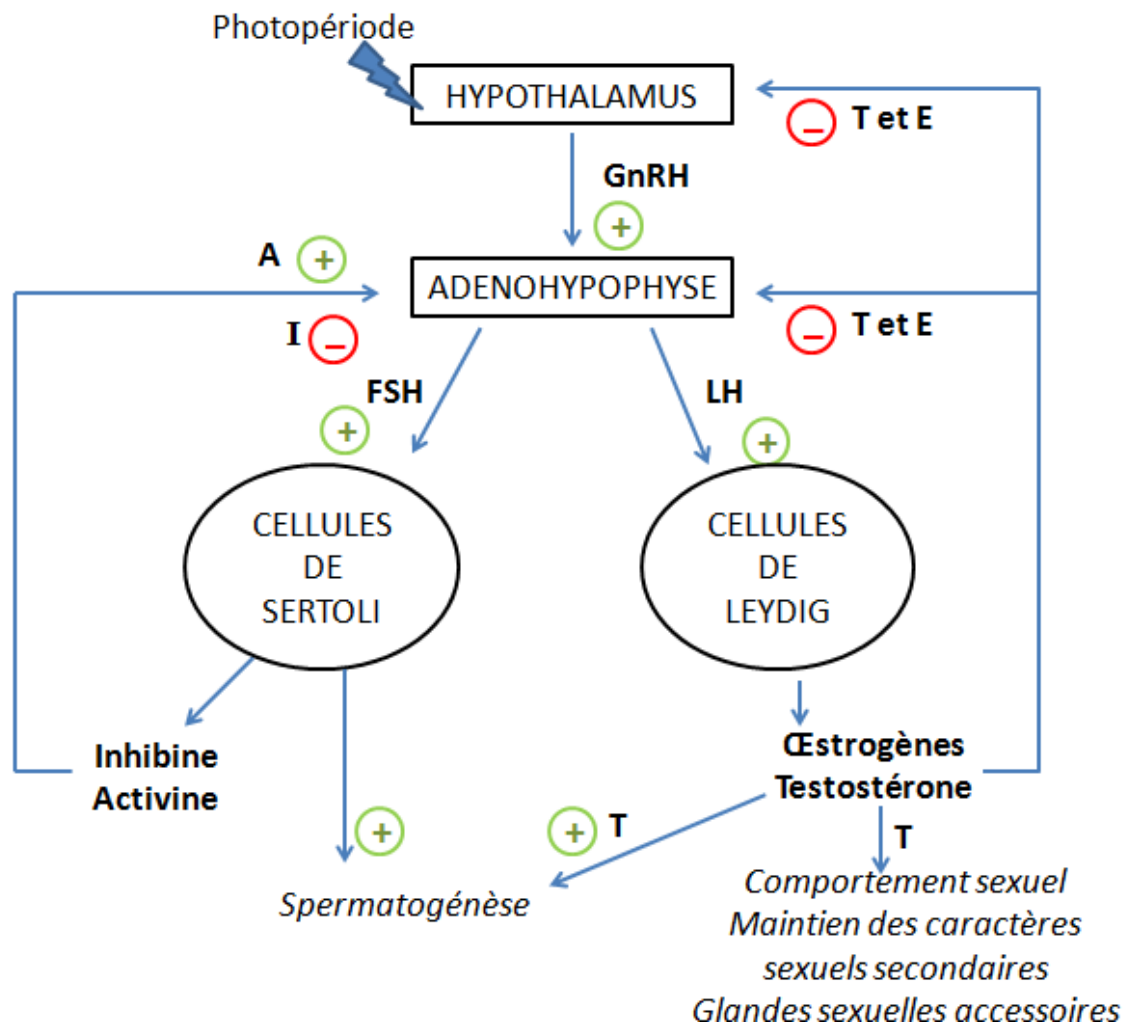 Photopériode
HYPOTHALAMUS
− T et E
GnRH
+
A +
ADENOHYPOPHYSE
I −
− T et E
FSH
+
LH
+
CELLULES
DE
SERTOLI
CELLULES
DE
LEYDIG
Inhibine
Activine
Œstrogènes
Testostérone
+
+ T
T
Spermatogénèse
Comportement sexuel
Maintien des caractères
sexuels secondaires
Glandes sexuelles accessoires